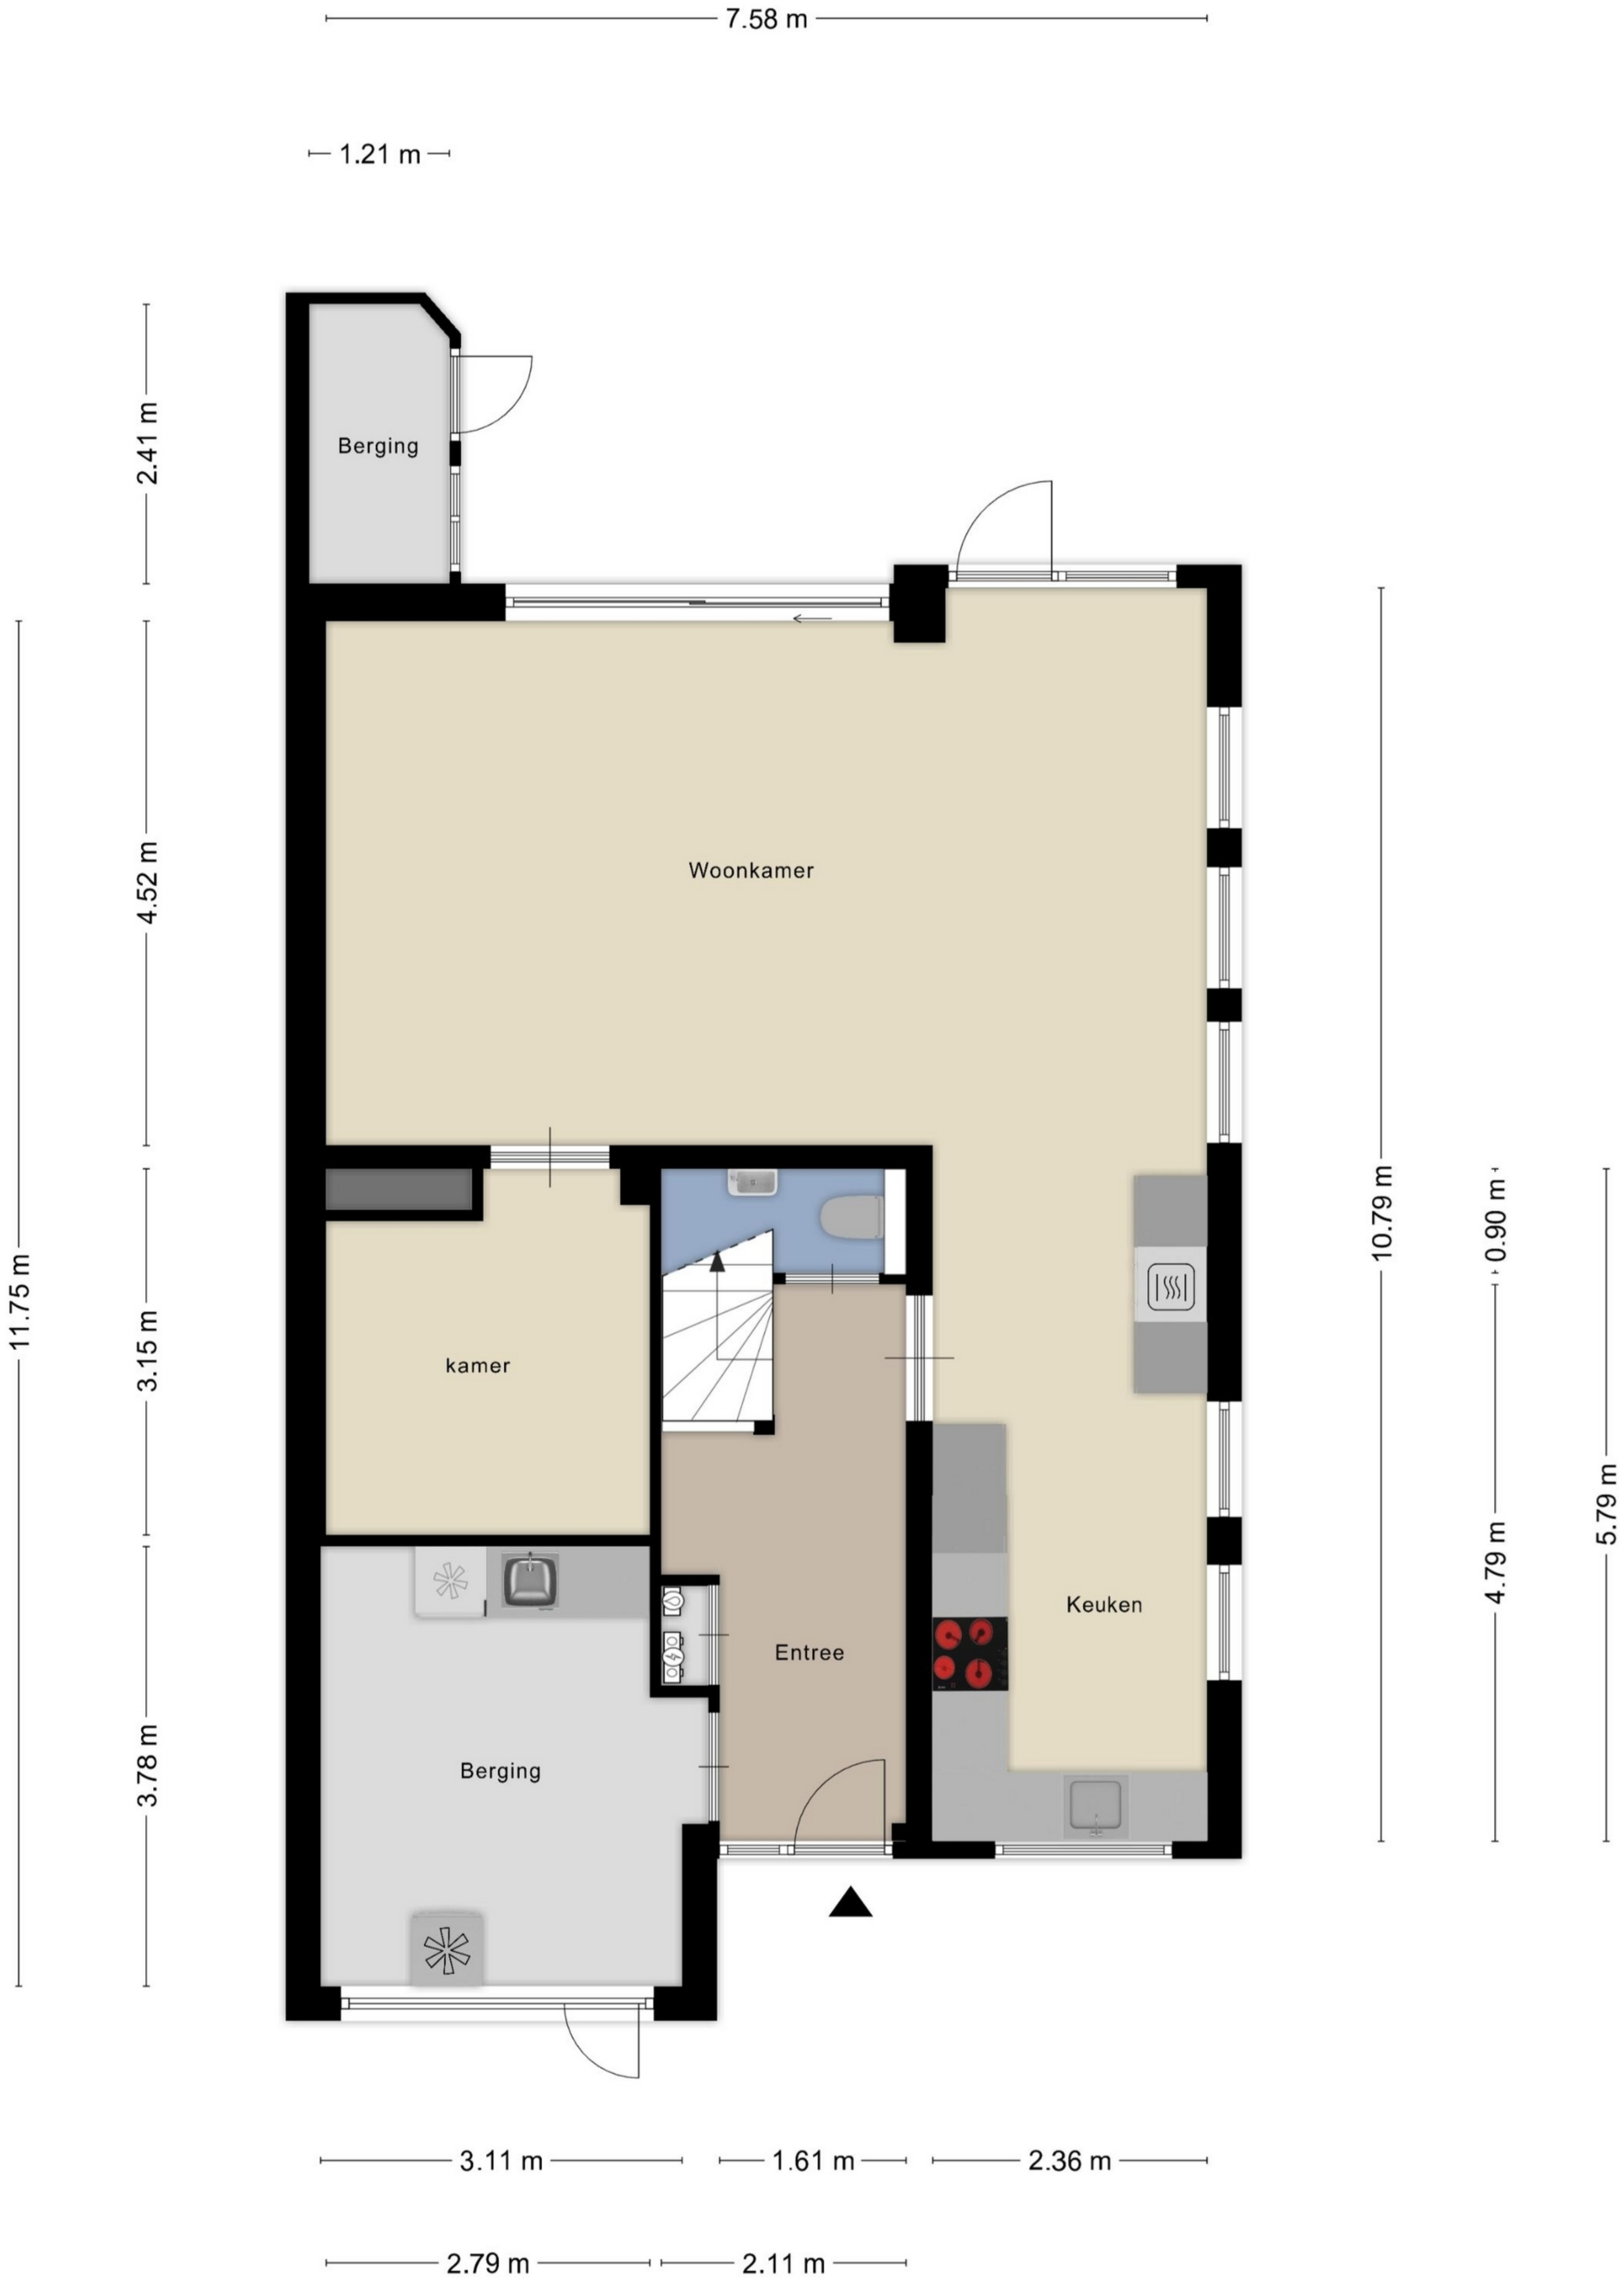 7.58 m
1.21 m
Berging
2.41 m
Woonkamer
4.52 m
10.79 m
0.90 m
11.75 m
3.15 m
kamer
5.79 m
4.79 m
Keuken
Entree
Berging
3.78 m
3.11 m
1.61 m
2.36 m
2.79 m
2.11 m